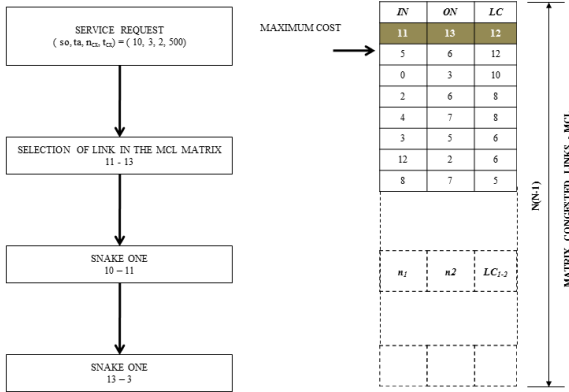 SERVICE REQUEST
( so, ta, ncx, tcx) = ( 10, 3, 2, 500)
SELECTION OF LINK IN THE MCL MATRIX
11 - 13
SNAKE ONE
10 – 11
SNAKE ONE
13 – 3
MAXIMUM COST
IN ON LC
11 13 12
5 6 12
0 3 10
2 6 8
4 7 8
3 5 6
12 2 6
8 7 5
n1 n2 LC1-2
N(N-1)
MATRIX CONGESTED LINKS - MCL